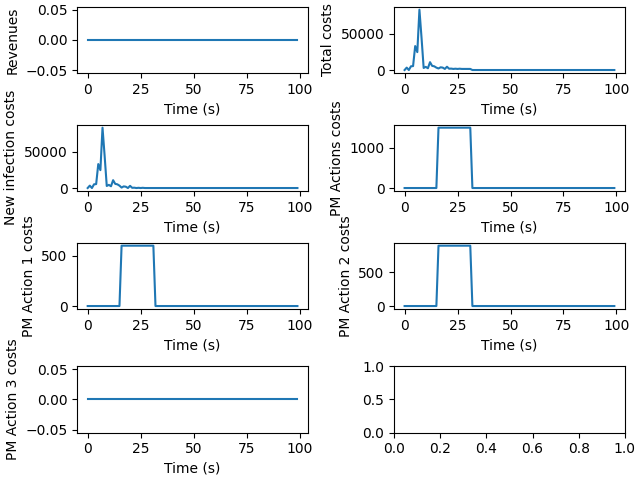 Revenues
0.05
0.00
−0.05
0 25 50 75 100
Time (s)
Total costs
50000
0
0 25 50 75 100
Time (s)
New infection costs
50000
0
0 25 50 75 100
Time (s)
PM Actions costs
1000
0
0 25 50 75 100
Time (s)
PM Action 1 costs
500
0
0 25 50 75 100
Time (s)
PM Action 2 costs
500
0
0 25 50 75 100
Time (s)
PM Action 3 costs
0.05
0.00
−0.05
0 25 50 75 100
Time (s)
1.0
0.5
0.0
0.0 0.2 0.4 0.6 0.8 1.0